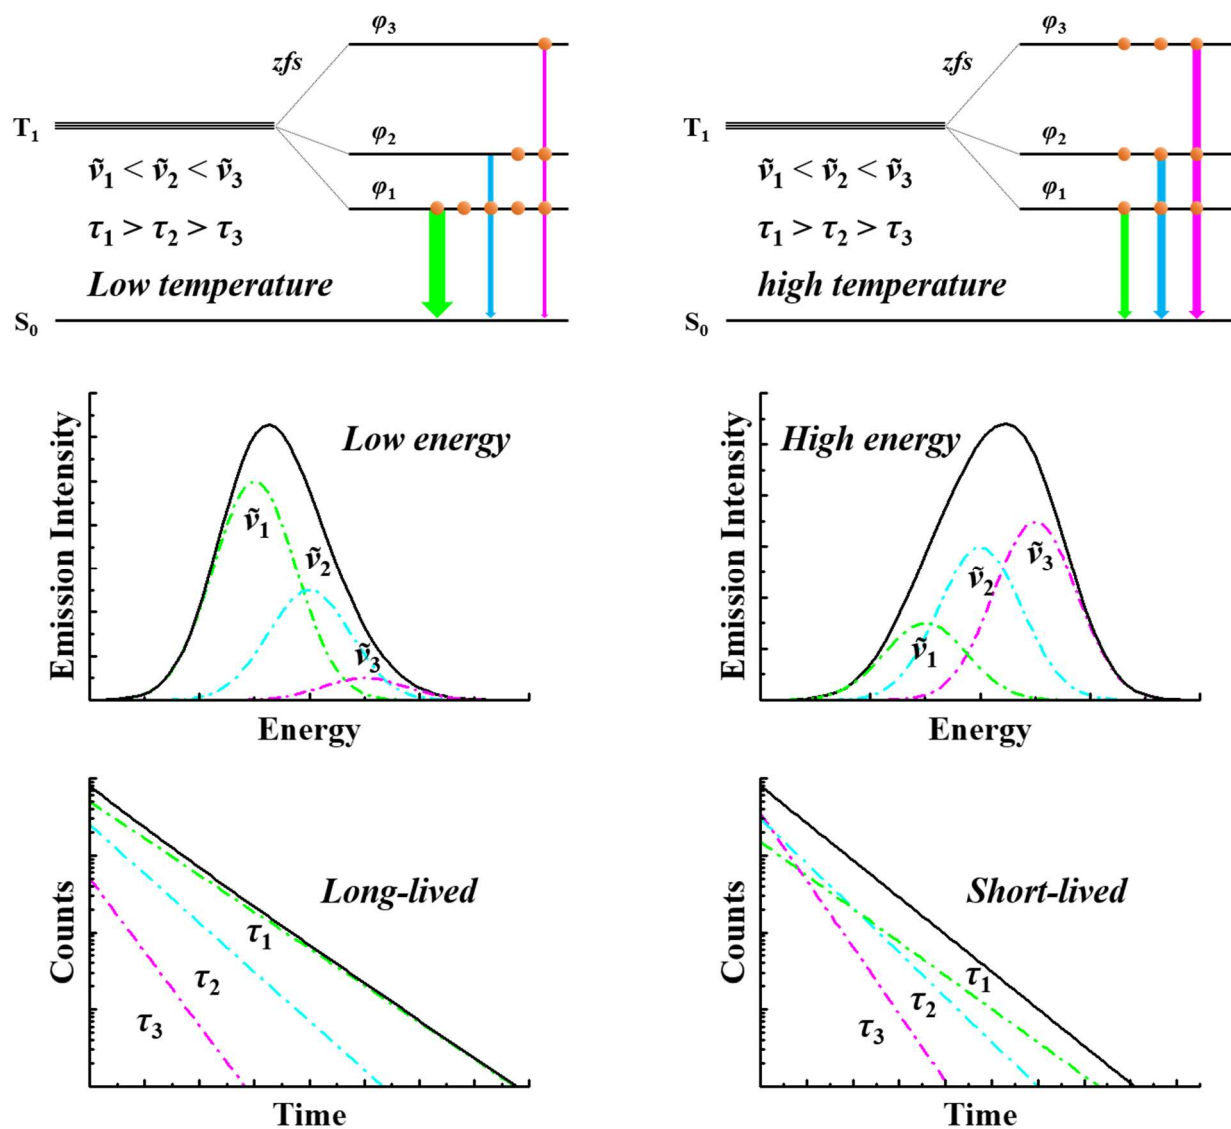 φ₃
zfs
T₁
φ₂
ṽ₁ < ṽ₂ < ṽ₃
φ₁
τ₁ > τ₂ > τ₃
Low temperature
S₀
φ₃
zfs
T₁
φ₂
ṽ₁ < ṽ₂ < ṽ₃
φ₁
τ₁ > τ₂ > τ₃
high temperature
S₀
Emission Intensity
Low energy
ṽ₁
ṽ₂
ṽ₃
Energy
Emission Intensity
High energy
ṽ₃
ṽ₂
ṽ₁
Energy
Counts
Long-lived
τ₁
τ₂
τ₃
Time
Counts
Short-lived
τ₁
τ₂
τ₃
Time